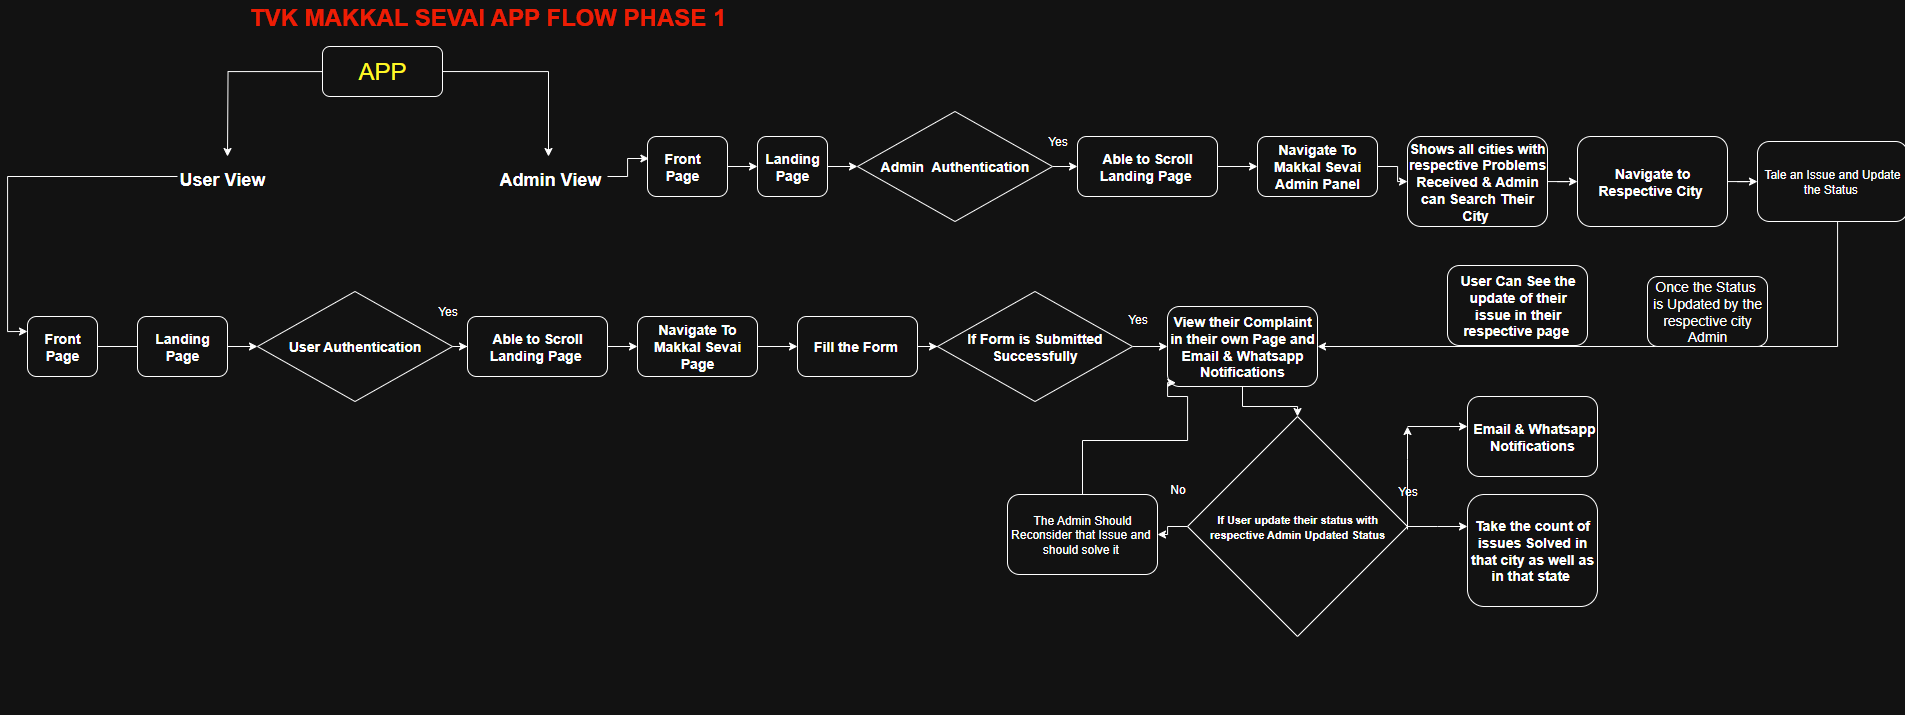 TVK MAKKAL SEVAI APP FLOW PHASE 1
APP
User View
Admin View
Front
Page
Landing
Page
Admin Authentication
Yes
Able to Scroll
Landing Page
Navigate To
Makkal Sevai
Admin Panel
Shows all cities with
respective Problems
Received & Admin
can Search Their
City
Navigate to
Respective City
Tale an Issue and Update
the Status
Front
Page
Landing
Page
User Authentication
Yes
Able to Scroll
Landing Page
Navigate To
Makkal Sevai
Page
Fill the Form
If Form is Submitted
Successfully
Yes
View their Complaint
in their own Page and
Email & Whatsapp
Notifications
User Can See the
update of their
issue in their
respective page
Once the Status
is Updated by the
respective city
Admin
Email & Whatsapp
Notifications
Yes
No
The Admin Should
Reconsider that Issue and
should solve it
If User update their status with
respective Admin Updated Status
Take the count of
issues Solved in
that city as well as
in that state